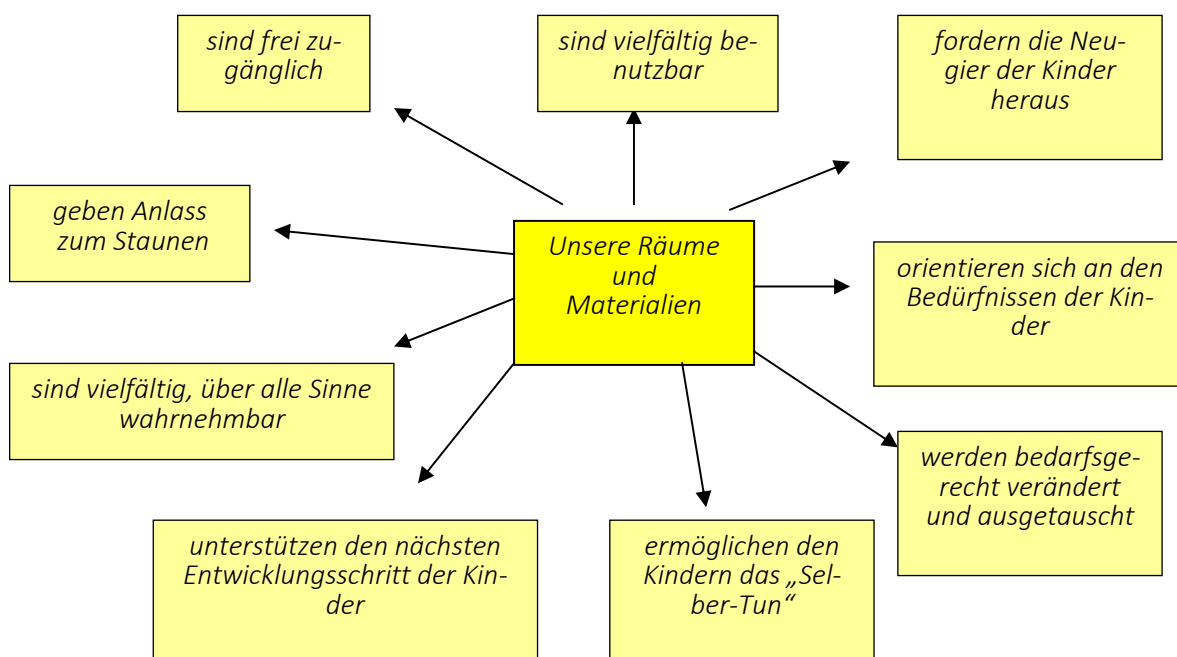 sind frei zu-
gänglich
sind vielfältig be-
nutzbar
fordern die Neu-
gier der Kinder
heraus
geben Anlass
zum Staunen
Unsere Räume
und
Materialien
orientieren sich an den
Bedürfnissen der Kin-
der
sind vielfältig, über alle Sinne
wahrnehmbar
werden bedarfsge-
recht verändert
und ausgetauscht
unterstützen den nächsten
Entwicklungsschritt der Kin-
der
ermöglichen den
Kindern das „Sel-
ber-Tun“